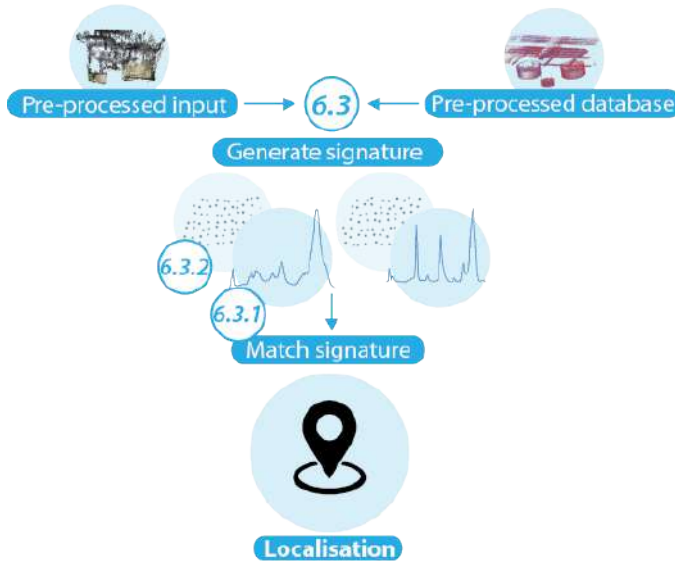 Pre-processed input
6.3
Pre-processed database
Generate signature
6.3.2
6.3.1
Match signature
Localisation